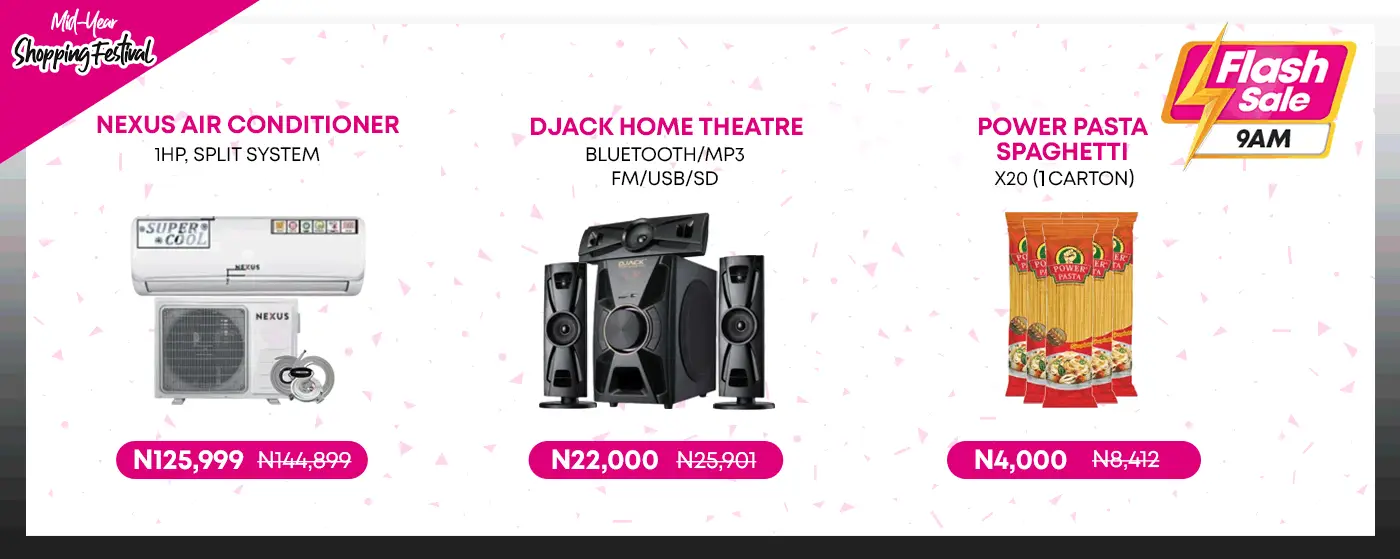 Mid-Year
Shopping Festival
Flash
Sale
9AM
NEXUS AIR CONDITIONER
1HP, SPLIT SYSTEM
SUPER
COOL
NEXUS
NEXUS
N125,999 N144,899
DJACK HOME THEATRE
BLUETOOTH/MP3
FM/USB/SD
DJACK
N22,000 N25,901
POWER PASTA
SPAGHETTI
X20 (1 CARTON)
POWER
PASTA
N4,000 N8,412